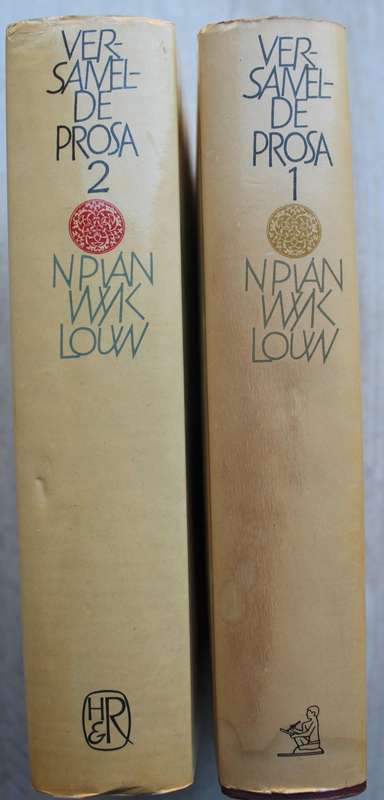 VER-
SAMEL-
DE
PROSA
2
N P VAN
WYK
LOUW
H
&R
VER-
SAMEL-
DE
PROSA
1
N P VAN
WYK
LOUW